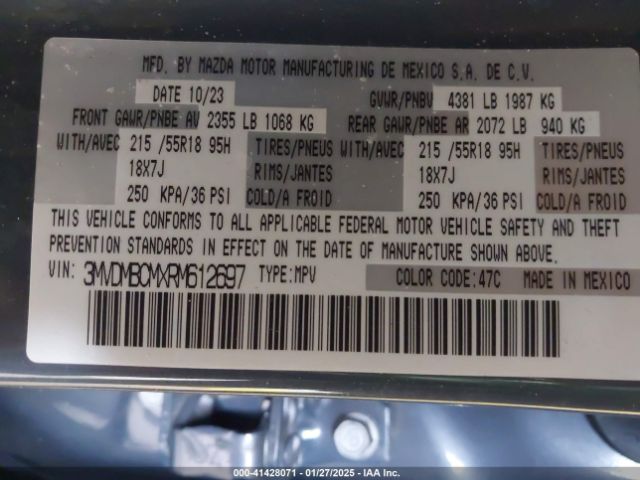 MFD. BY MAZDA MOTOR MANUFACTURING DE MEXICO S.A. DE C.V.
DATE 10/23 GVWR/PNBV 4381 LB 1987 KG
FRONT GAWR/PNBE AV 2355 LB 1068 KG REAR GAWR/PNBE AR 2072 LB 940 KG
WITH/AVEC 215 /55R18 95H TIRES/PNEUS WITH/AVEC 215 /55R18 95H TIRES/PNEUS
18X7J RIMS/JANTES 18X7J RIMS/JANTES
250 KPA/36 PSI COLD/A FROID 250 KPA/36 PSI COLD/A FROID
THIS VEHICLE CONFORMS TO ALL APPLICABLE FEDERAL MOTOR VEHICLE SAFETY AND THEFT
PREVENTION STANDARDS IN EFFECT ON THE DATE OF MANUFACTURE SHOWN ABOVE.
VIN: 3MVDMBCMXRM612697 TYPE:MPV COLOR CODE:47C MADE IN MEXICO
000-41428071 — 01/27/2025 — IAA Inc.